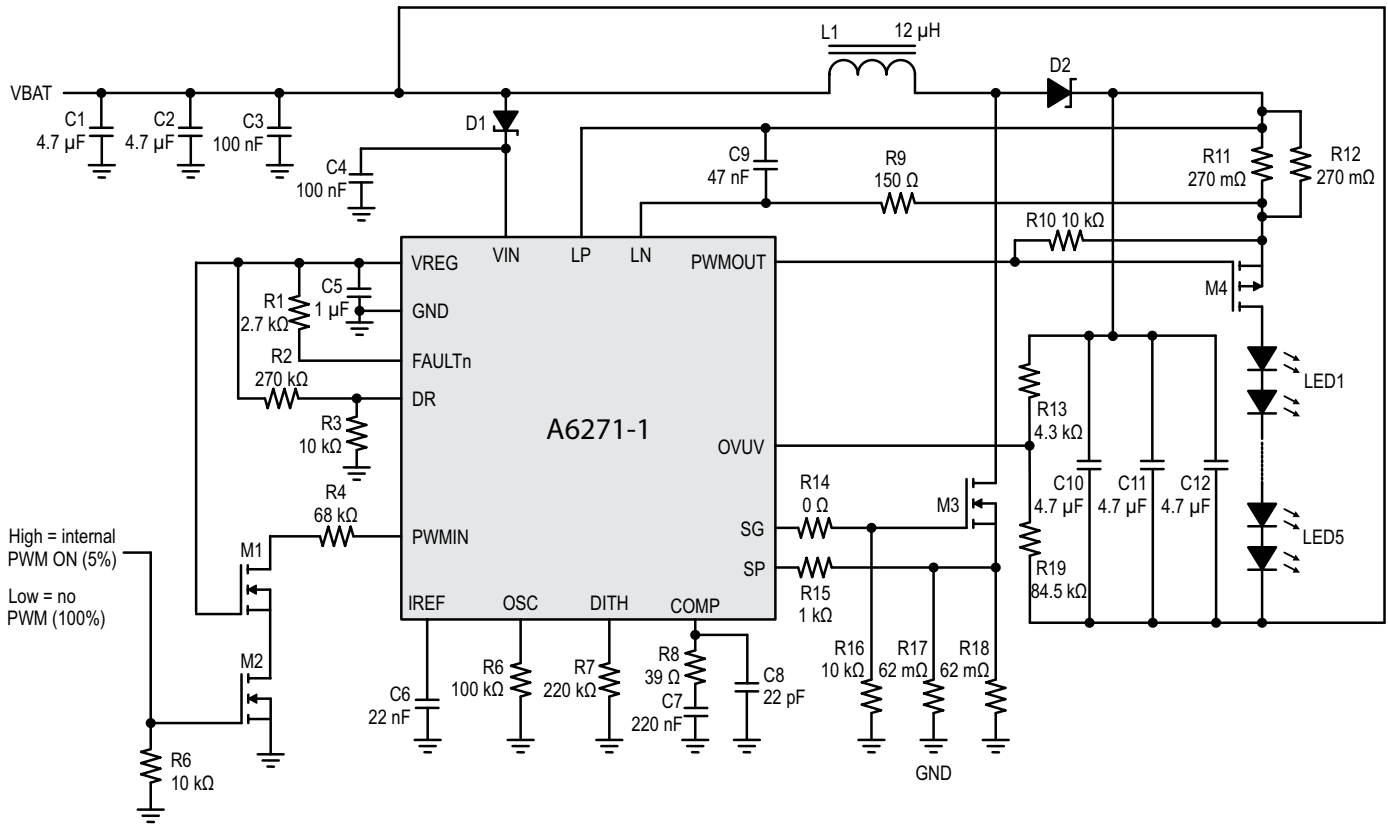 L1
12 µH
VBAT
C1
4.7 µF
C2
4.7 µF
C3
100 nF
D1
D2
C4
100 nF
C9
47 nF
R9
150 Ω
R11
270 mΩ
R12
270 mΩ
R10 10 kΩ
VREG
VIN
LP
LN
PWMOUT
M4
C5
1 µF
GND
R1
2.7 kΩ
FAULTn
R2
270 kΩ
DR
R3
10 kΩ
A6271-1
LED1
R13
4.3 kΩ
OVUV
C10
4.7 µF
C11
4.7 µF
C12
4.7 µF
R4
68 kΩ
R14
0 Ω
M3
SG
PWMIN
LED5
High = internal
PWM ON (5%)
Low = no
PWM (100%)
M1
SP
R15
1 kΩ
R19
84.5 kΩ
IREF
OSC
DITH
COMP
M2
R16
10 kΩ
R17
62 mΩ
R18
62 mΩ
C6
22 nF
R6
100 kΩ
R7
220 kΩ
R8
39 Ω
C7
220 nF
C8
22 pF
R6
10 kΩ
GND